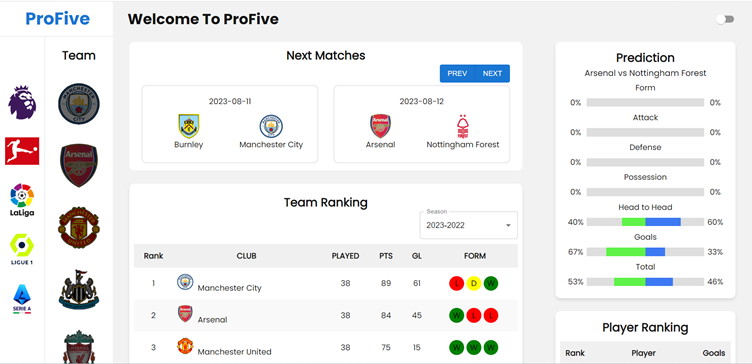 ProFive
Welcome To ProFive
Team
LaLiga
LIGUE 1
SERIE A
MANCHESTER
CITY
Arsenal
Next Matches
PREV NEXT
2023-08-11
Burnley Manchester City
2023-08-12
Arsenal Nottingham Forest
Team Ranking
Season
2023-2022
Rank CLUB PLAYED PTS GL FORM
1 Manchester City 38 89 61 L D W
2 Arsenal 38 84 45 W L L
3 Manchester United 38 75 15 W W W
Prediction
Arsenal vs Nottingham Forest
Form
0% 0%
Attack
0% 0%
Defense
0% 0%
Possession
0% 0%
Head to Head
40% 60%
Goals
67% 33%
Total
53% 46%
Player Ranking
Rank Player Goals